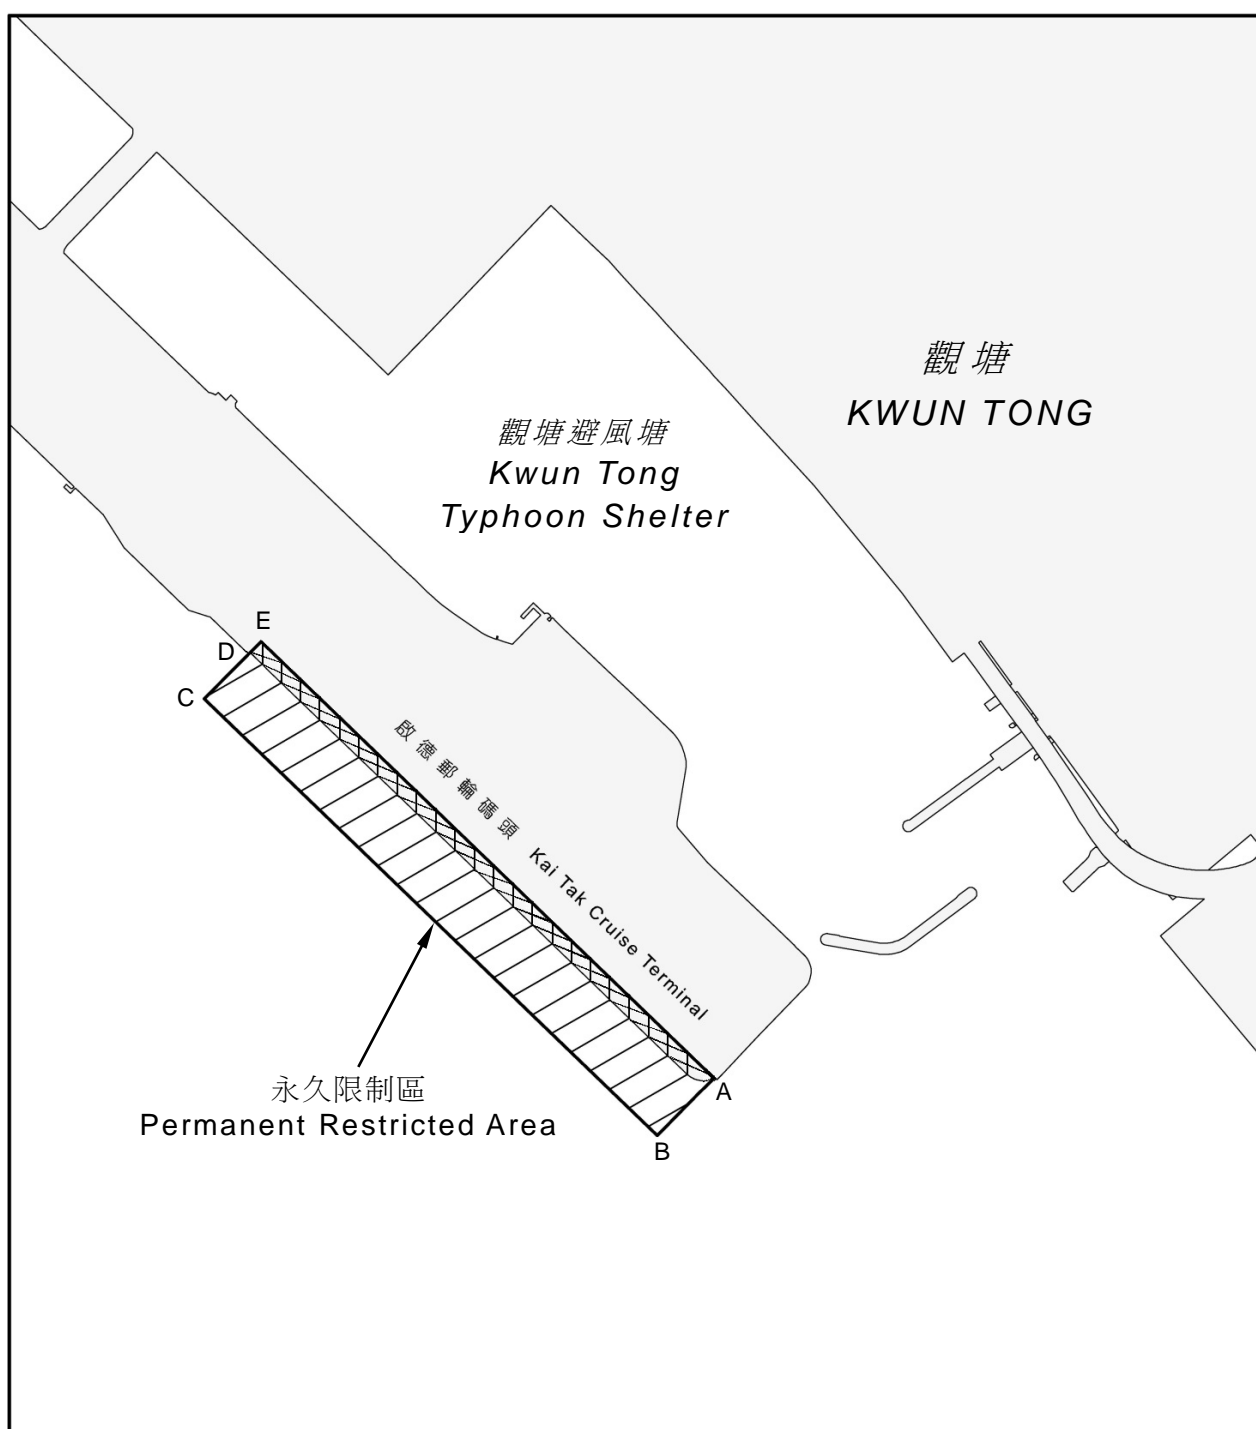 觀塘
KWUN TONG
觀塘避風塘
Kwun Tong
Typhoon Shelter
E
D
C
啟德郵輪碼頭 Kai Tak Cruise Terminal
A
B
永久限制區
Permanent Restricted Area